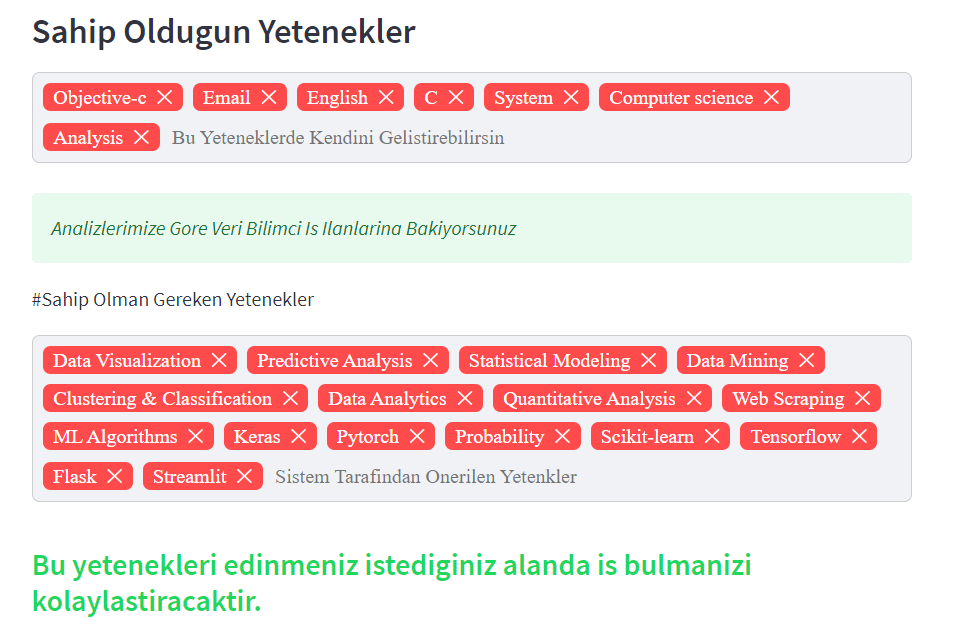 Sahip Oldugun Yetenekler
Objective-c Email English C System Computer science
Analysis Bu Yeteneklerde Kendini Gelistirebilirsin
Analizlerimize Gore Veri Bilimci Is Ilanlarina Bakiyorsunuz
#Sahip Olman Gereken Yetenekler
Data Visualization Predictive Analysis Statistical Modeling Data Mining
Clustering & Classification Data Analytics Quantitative Analysis Web Scraping
ML Algorithms Keras Pytorch Probability Scikit-learn Tensorflow
Flask Streamlit Sistem Tarafindan Onerilen Yetenkler
Bu yetenekleri edinmeniz istediginiz alanda is bulmanizi
kolaylastiracaktir.